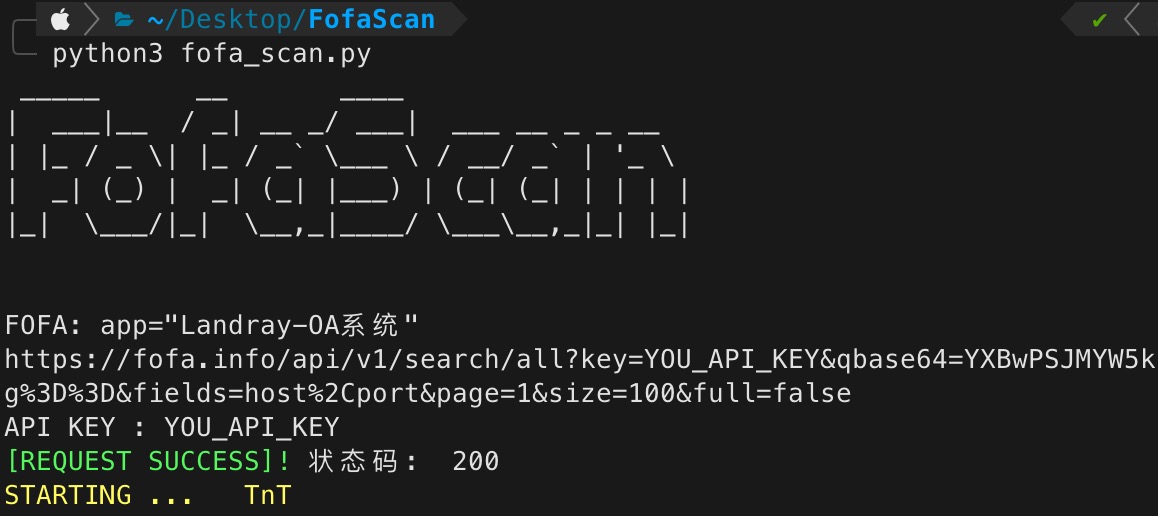 ~/Desktop/FofaScan
python3 fofa_scan.py
 _____      __       ____
|  ___|__  / _| __ _/ ___|  ___ __ _ _ __
| |_ / _ \| |_ / _` \___ \ / __/ _` | '_ \
|  _| (_) |  _| (_| |___) | (_| (_| | | | |
|_|  \___/|_|  \__,_|____/ \___\__,_|_| |_|
FOFA: app="Landray-OA系统"
https://fofa.info/api/v1/search/all?key=YOU_API_KEY&qbase64=YXBwPSJMYW5k
g%3D%3D&fields=host%2Cport&page=1&size=100&full=false
API KEY : YOU_API_KEY
[REQUEST SUCCESS]! 状态码:  200
STARTING ...   TnT